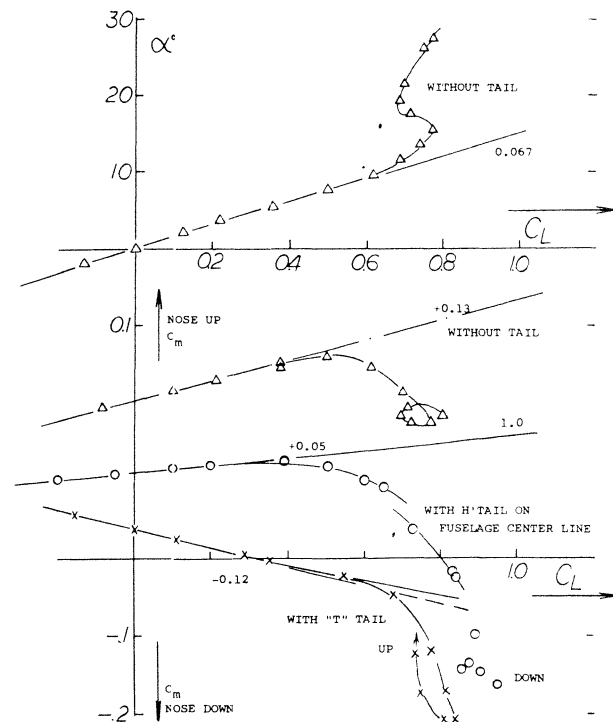 30
α°
WITHOUT TAIL
20
10
0.067
0
0.2
0.4
0.6
0.8
1.0
C_L
+0.13
0.1
NOSE UP
C_m
WITHOUT TAIL
1.0
+0.05
WITH H'TAIL ON
FUSELAGE CENTER LINE
0
1.0
C_L
-0.12
WITH "T" TAIL
-.1
UP
DOWN
C_m
NOSE DOWN
-.2